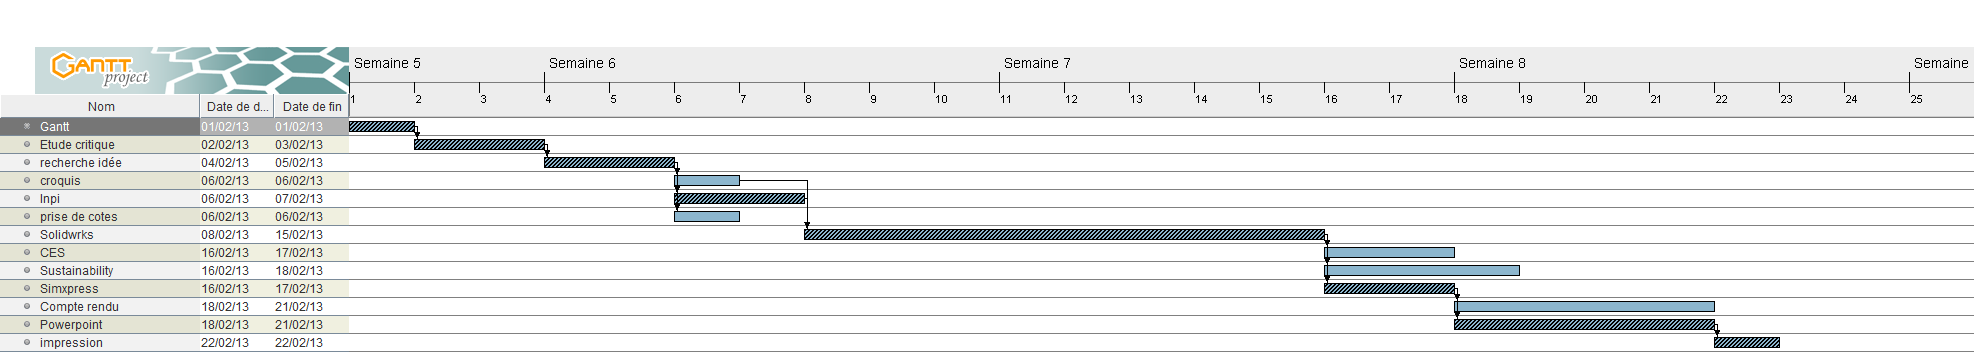 GANTT
project
Semaine 5 Semaine 6 Semaine 7 Semaine 8 Semaine
Nom Date de d... Date de fin 1 2 3 4 5 6 7 8 9 10 11 12 13 14 15 16 17 18 19 20 21 22 23 24 25
Gantt 01/02/13 01/02/13
Etude critique 02/02/13 03/02/13
recherche idée 04/02/13 05/02/13
croquis 06/02/13 06/02/13
Inpi 06/02/13 07/02/13
prise de cotes 06/02/13 06/02/13
Solidwrks 08/02/13 15/02/13
CES 16/02/13 17/02/13
Sustainability 16/02/13 18/02/13
Simxpress 16/02/13 17/02/13
Compte rendu 18/02/13 21/02/13
Powerpoint 18/02/13 21/02/13
impression 22/02/13 22/02/13